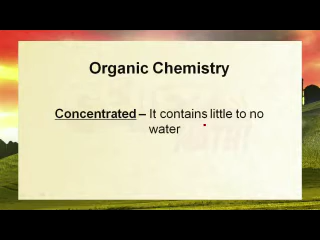 Organic Chemistry
Concentrated – It contains little to no
water